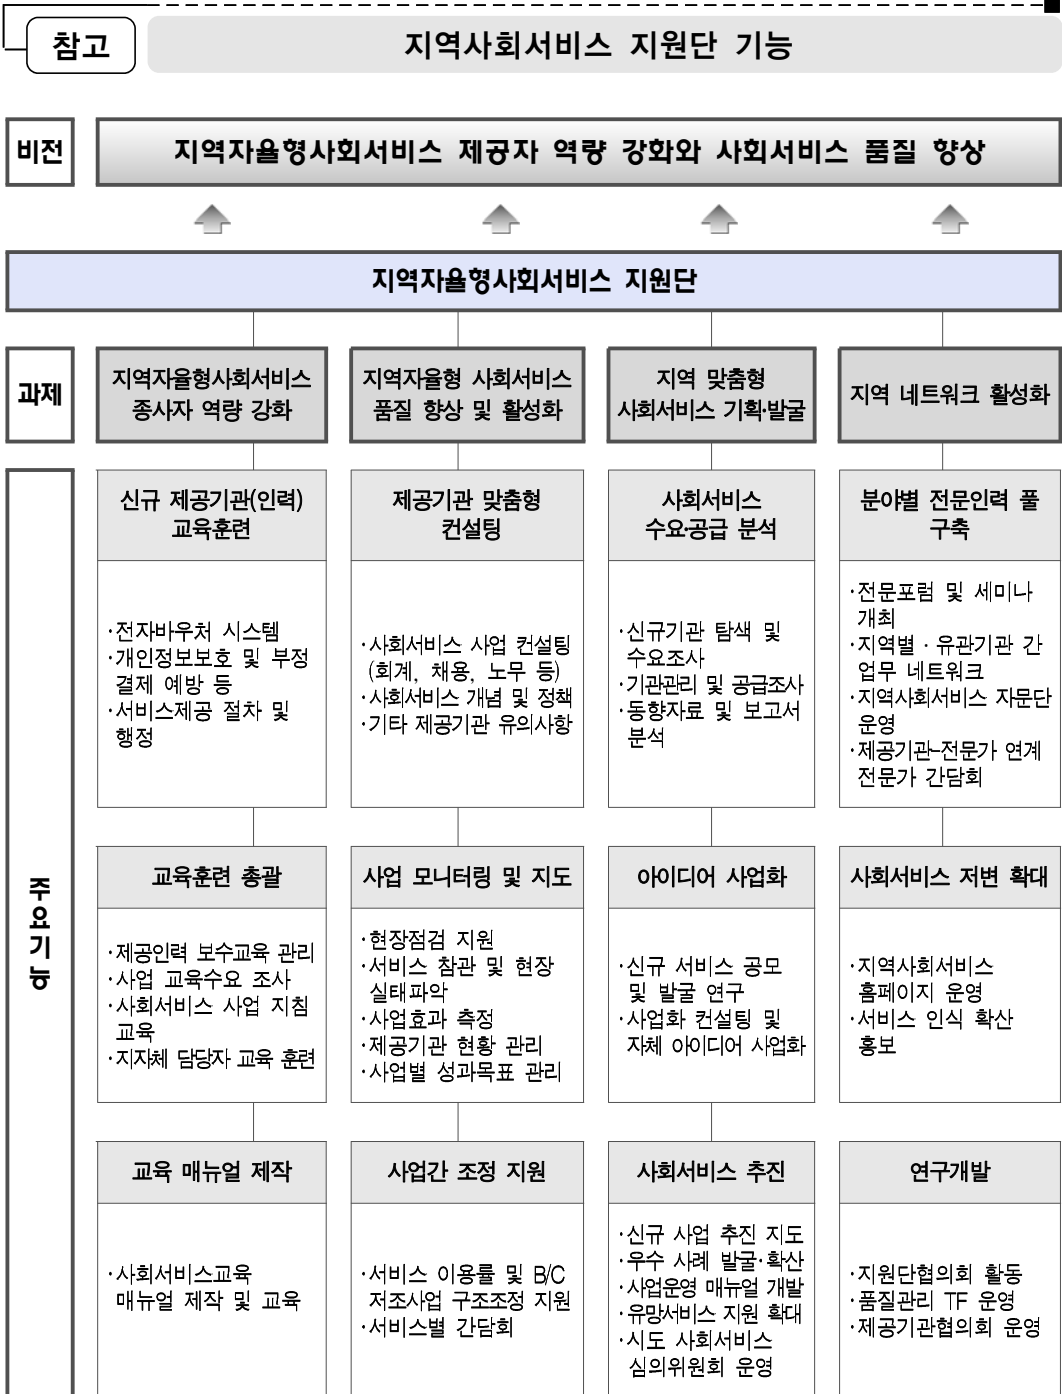 참고
지역사회서비스 지원단 기능
비전
지역자율형사회서비스 제공자 역량 강화와 사회서비스 품질 향상
지역자율형사회서비스 지원단
과제
지역자율형사회서비스
종사자 역량 강화
지역자율형 사회서비스
품질 향상 및 활성화
지역 맞춤형
사회서비스 기획·발굴
지역 네트워크 활성화
주요기능
신규 제공기관(인력)
교육훈련
제공기관 맞춤형
컨설팅
사회서비스
수요·공급 분석
분야별 전문인력 풀
구축
·전자바우처 시스템
·개인정보보호 및 부정
결제 예방 등
·서비스제공 절차 및
행정
·사회서비스 사업 컨설팅
(회계, 채용, 노무 등)
·사회서비스 개념 및 정책
·기타 제공기관 유의사항
·신규기관 탐색 및
수요조사
·기관관리 및 공급조사
·동향자료 및 보고서
분석
·전문포럼 및 세미나
개최
·지역별 · 유관기관 간
업무 네트워크
·지역사회서비스 자문단
운영
·제공기관-전문가 연계
전문가 간담회
교육훈련 총괄
사업 모니터링 및 지도
아이디어 사업화
사회서비스 저변 확대
·제공인력 보수교육 관리
·사업 교육수요 조사
·사회서비스 사업 지침
교육
·지자체 담당자 교육 훈련
·현장점검 지원
·서비스 참관 및 현장
실태파악
·사업효과 측정
·제공기관 현황 관리
·사업별 성과목표 관리
·신규 서비스 공모
및 발굴 연구
·사업화 컨설팅 및
자체 아이디어 사업화
·지역사회서비스
홈페이지 운영
·서비스 인식 확산
홍보
교육 매뉴얼 제작
사업간 조정 지원
사회서비스 추진
연구개발
·사회서비스교육
매뉴얼 제작 및 교육
·서비스 이용률 및 B/C
저조사업 구조조정 지원
·서비스별 간담회
·신규 사업 추진 지도
·우수 사례 발굴·확산
·사업운영 매뉴얼 개발
·유망서비스 지원 확대
·시도 사회서비스
심의위원회 운영
·지원단협의회 활동
·품질관리 TF 운영
·제공기관협의회 운영